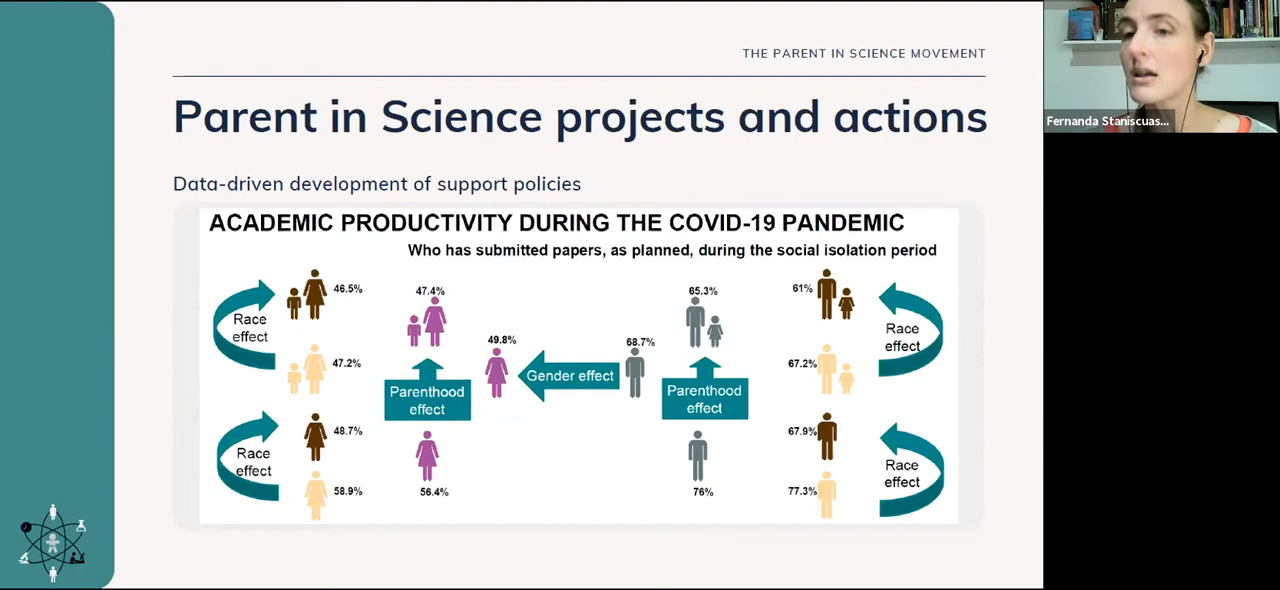 THE PARENT IN SCIENCE MOVEMENT
Parent in Science projects and actions
Data-driven development of support policies
ACADEMIC PRODUCTIVITY DURING THE COVID-19 PANDEMIC
Who has submitted papers, as planned, during the social isolation period
46.5%
Race
effect
47.2%
48.7%
Race
effect
58.9%
47.4%
Parenthood
effect
56.4%
49.8%
Gender effect
68.7%
65.3%
Parenthood
effect
76%
61%
Race
effect
67.2%
67.9%
Race
effect
77.3%
Fernanda Staniscuas...